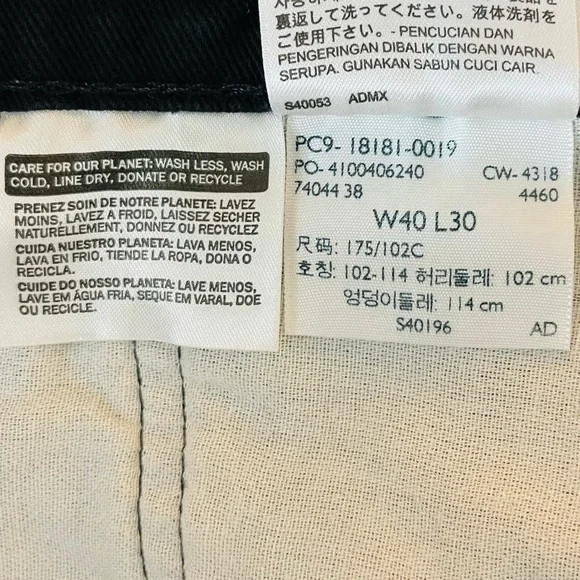 裏返して洗ってください。液体洗剤を
ご使用下さい。- PENCUCIAN DAN
PENGERINGAN DIBALIK DENGAN WARNA
SERUPA. GUNAKAN SABUN CUCI CAIR.
S40053 ADMX
CARE FOR OUR PLANET: WASH LESS, WASH
COLD, LINE DRY, DONATE OR RECYCLE
PRENEZ SOIN DE NOTRE PLANETE: LAVEZ
MOINS, LAVEZ A FROID, LAISSEZ SECHER
NATURELLEMENT, DONNEZ OU RECYCLEZ
CUIDA NUESTRO PLANETA: LAVA MENOS,
LAVA EN FRIO, TIENDE LA ROPA, DONA O
RECICLA.
CUIDE DO NOSSO PLANETA: LAVE MENOS,
LAVE EM ÁGUA FRIA, SEQUE EM VARAL, DOE
OU RECICLE.
PC9- 18181-0019
PO- 4100406240 CW- 4318
74044 38 4460
W40 L30
尺码: 175/102C
호칭: 102-114 허리둘레: 102 cm
엉덩이둘레: 114 cm
S40196 AD